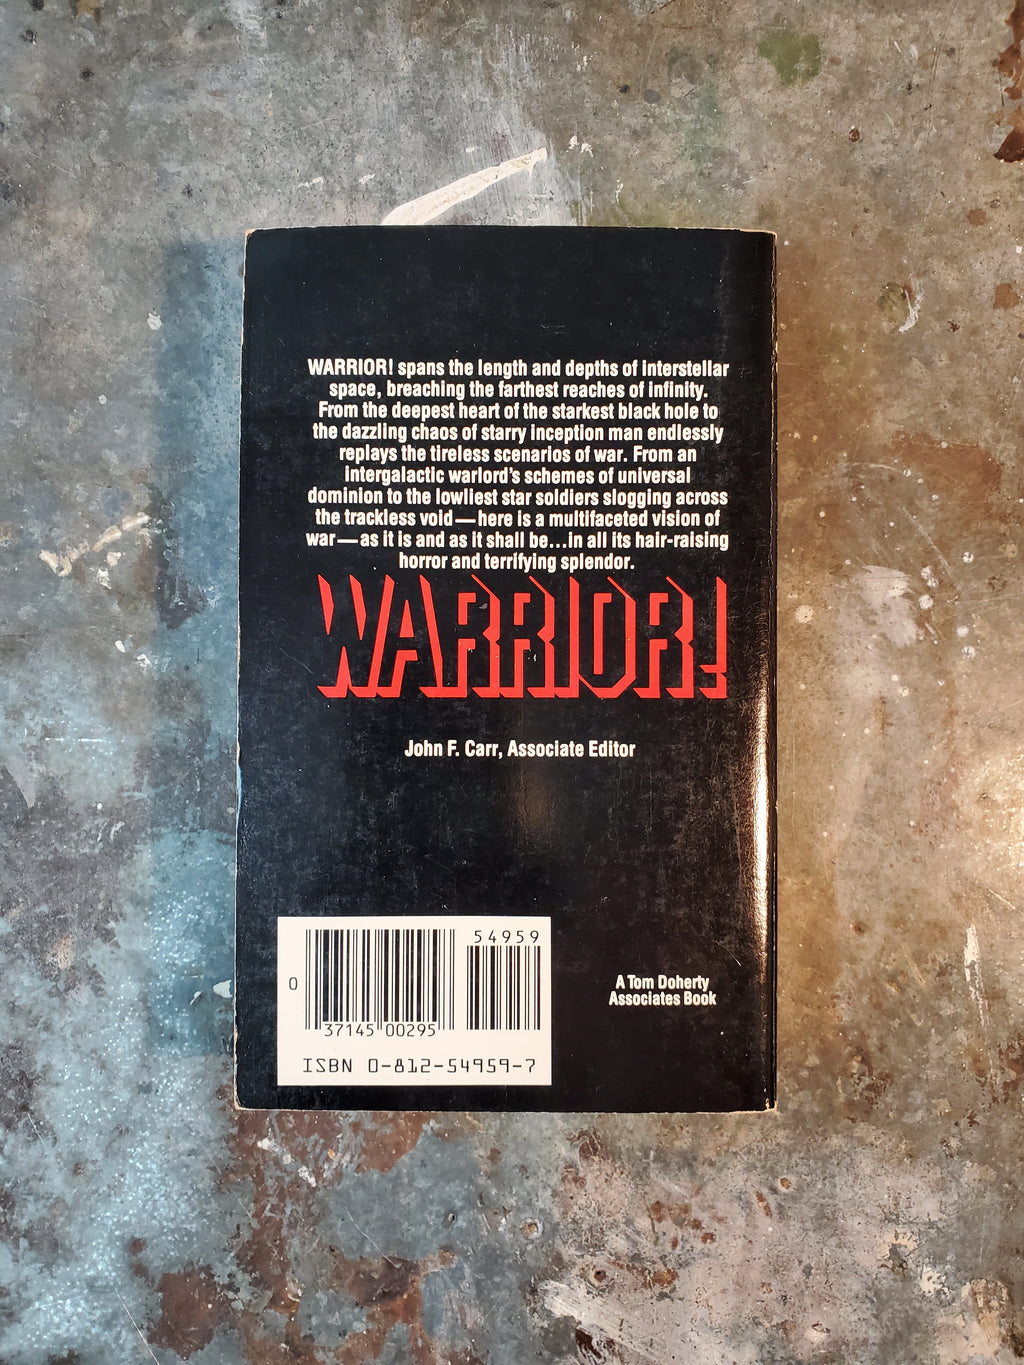 WARRIOR! spans the length and depths of interstellar
space, breaching the farthest reaches of infinity.
From the deepest heart of the starkest black hole to
the dazzling chaos of starry inception man endlessly
replays the tireless scenarios of war. From an
intergalactic warlord's schemes of universal
dominion to the lowliest star soldiers slogging across
the trackless void—here is a multifaceted vision of
war—as it is and as it shall be...in all its hair-raising
horror and terrifying splendor.
WARRIOR!
John F. Carr, Associate Editor
54959
0
37145 00295
ISBN 0-812-54959-7
A Tom Doherty
Associates Book